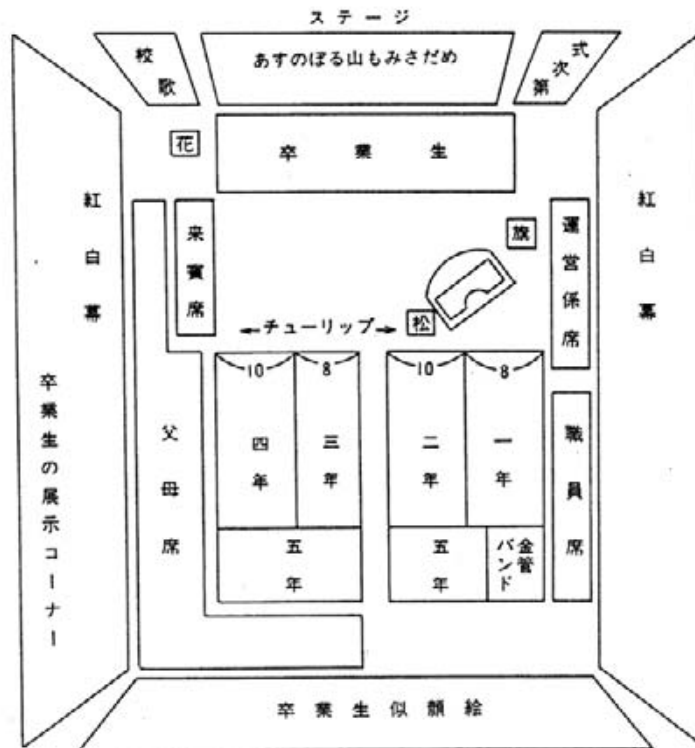 ステージ
校歌
あすのぼる山もみさだめ
式次第
花
卒業生
紅白幕
紅白幕
来賓席
旗
運営係席
松
←チューリップ→
10
8
10
8
四年
三年
二年
一年
父母席
職員席
卒業生の展示コーナー
五年
五年
金管バンド
卒業生似顔絵